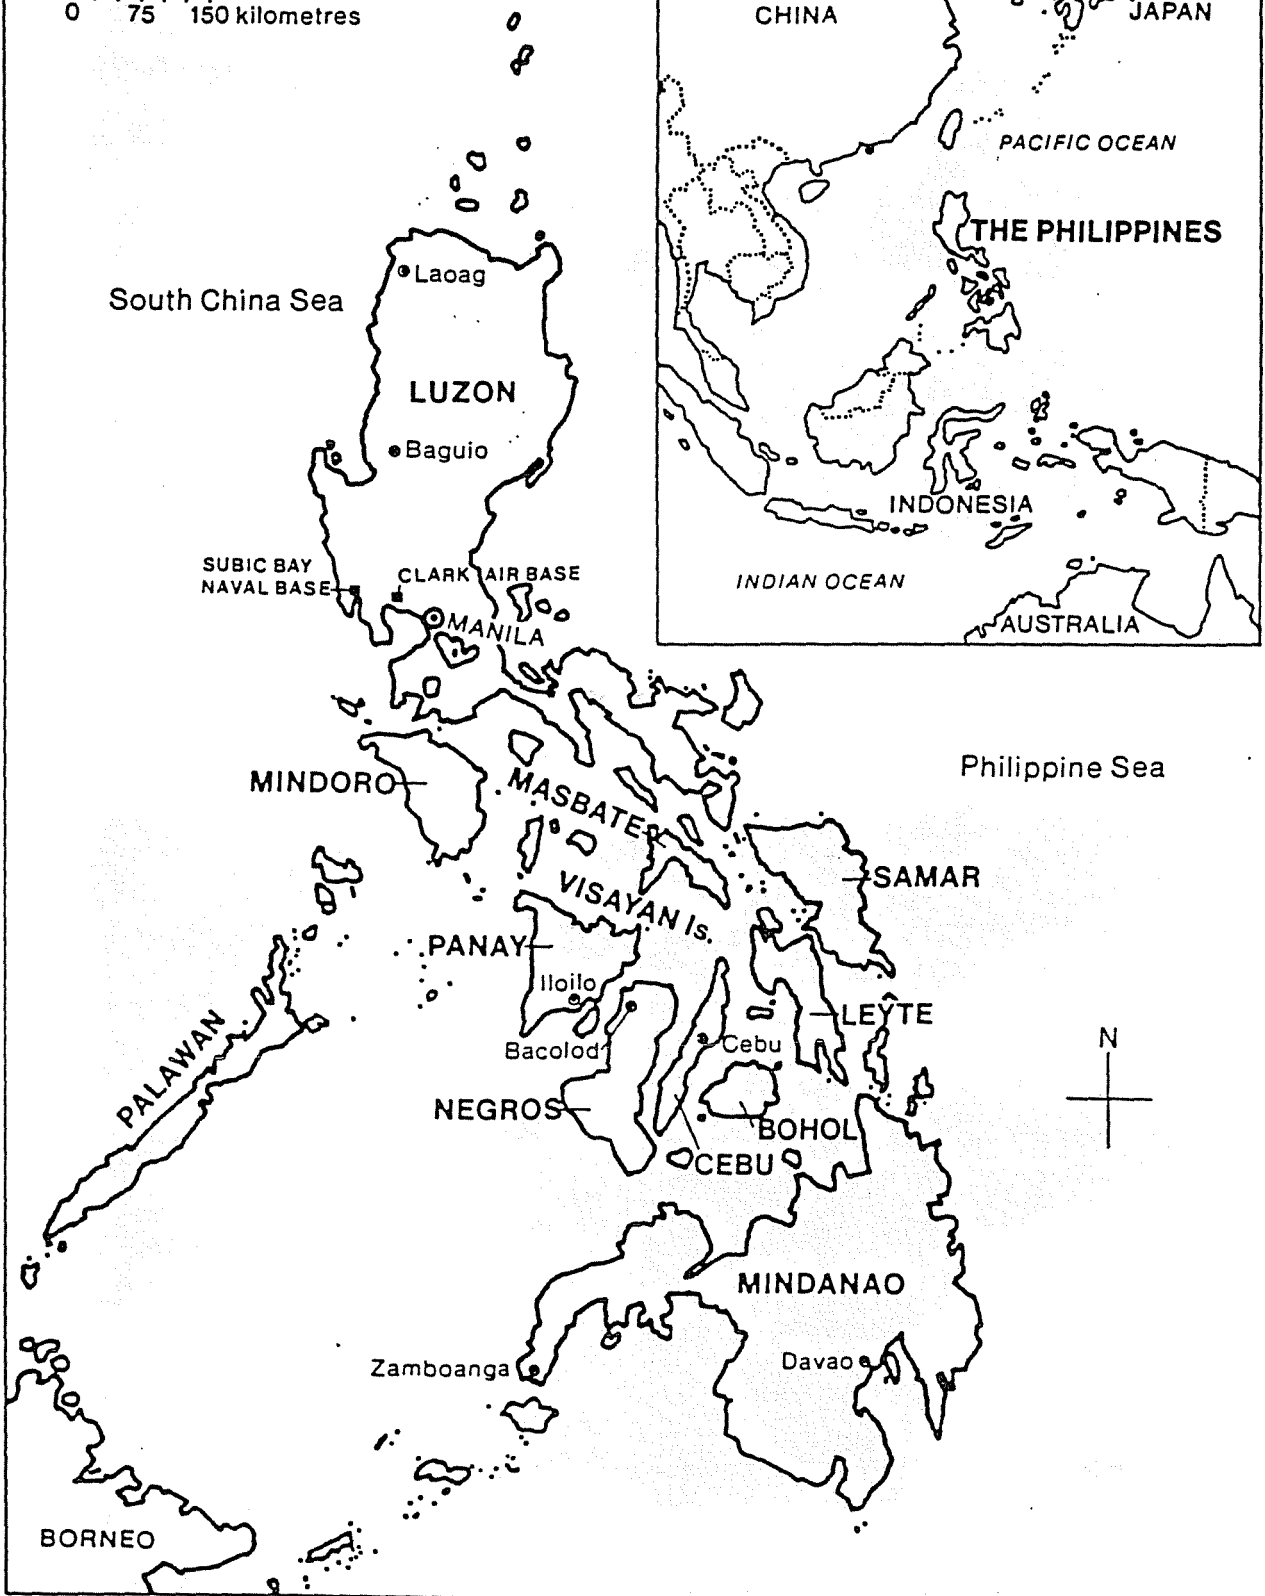 0 75 150 kilometres
CHINA
JAPAN
PACIFIC OCEAN
THE PHILIPPINES
INDONESIA
INDIAN OCEAN
AUSTRALIA
Laoag
South China Sea
LUZON
Baguio
SUBIC BAY
NAVAL BASE
CLARK AIR BASE
MANILA
Philippine Sea
MINDORO
MASBATE
SAMAR
VISAYAN Is.
PANAY
Iloilo
LEYTE
PALAWAN
Bacolod
Cebu
N
NEGROS
BOHOL
CEBU
MINDANAO
Davao
Zamboanga
BORNEO